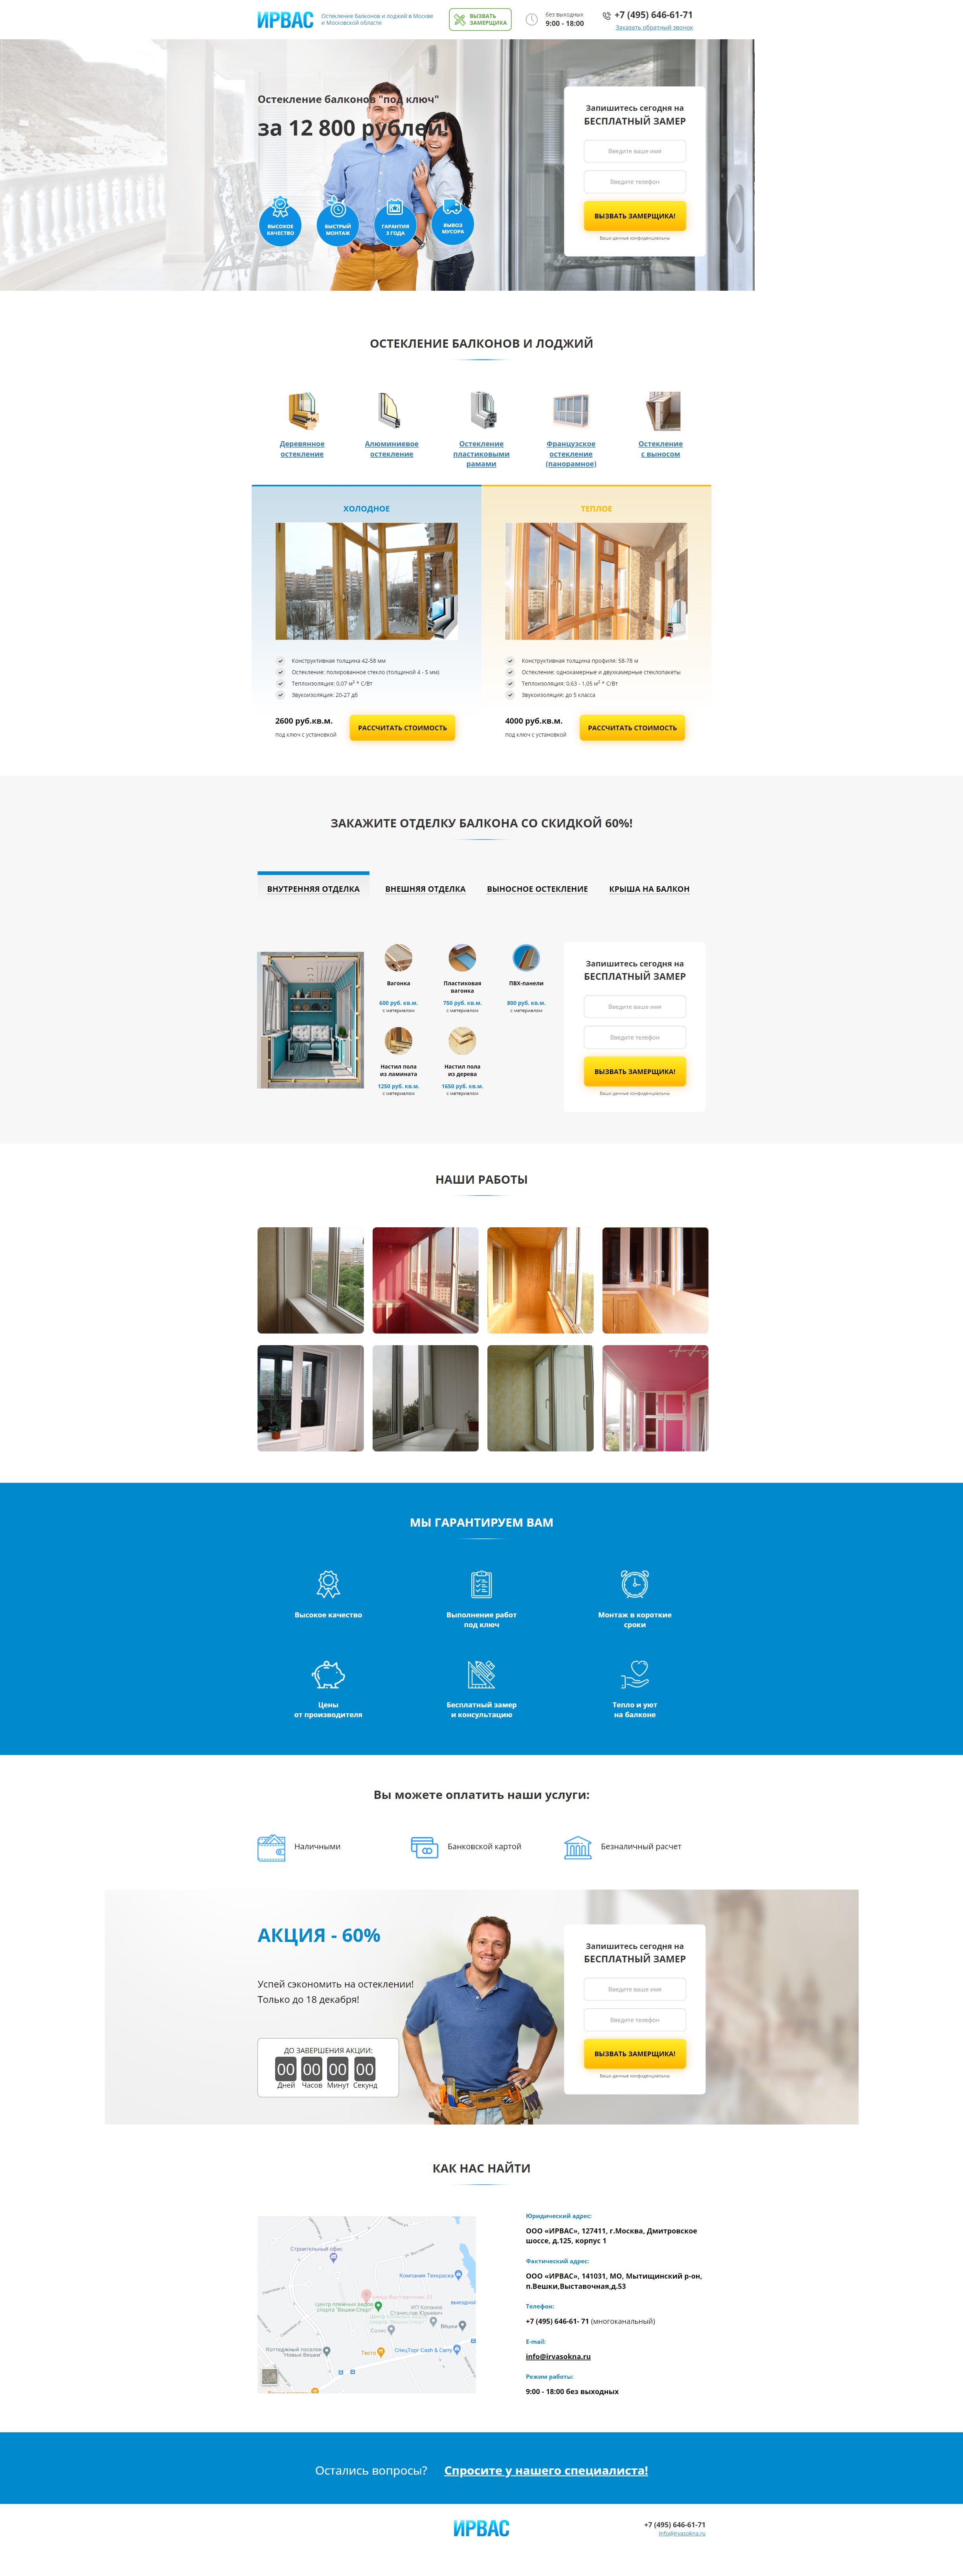 ИРВАС
Остекление балконов и лоджий в Москве
и Московской области
ВЫЗВАТЬ
ЗАМЕРЩИКА
без выходных
9:00 - 18:00
+7 (495) 646-61-71
Заказать обратный звонок
Остекление балконов "под ключ"
за 12 800 рублей!
ВЫСОКОЕ
КАЧЕСТВО
БЫСТРЫЙ
МОНТАЖ
ГАРАНТИЯ
3 ГОДА
ВЫВОЗ
МУСОРА
Запишитесь сегодня на
БЕСПЛАТНЫЙ ЗАМЕР
Введите ваше имя
Введите телефон
ВЫЗВАТЬ ЗАМЕРЩИКА!
Ваши данные конфиденциальны
ОСТЕКЛЕНИЕ БАЛКОНОВ И ЛОДЖИЙ
Деревянное
остекление
Алюминиевое
остекление
Остекление
пластиковыми
рамами
Французское
остекление
(панорамное)
Остекление
с выносом
ХОЛОДНОЕ
Конструктивная толщина 42-58 мм
Остекление: полированное стекло (толщиной 4 - 5 мм)
Теплоизоляция: 0,07 м² * С/Вт
Звукоизоляция: 20-27 дб
2600 руб.кв.м.
под ключ с установкой
РАССЧИТАТЬ СТОИМОСТЬ
ТЕПЛОЕ
Конструктивная толщина профиля: 58-78 м
Остекление: однокамерные и двухкамерные стеклопакеты
Теплоизоляция: 0,63 - 1,05 м² * С/Вт
Звукоизоляция: до 5 класса
4000 руб.кв.м.
под ключ с установкой
РАССЧИТАТЬ СТОИМОСТЬ
ЗАКАЖИТЕ ОТДЕЛКУ БАЛКОНА СО СКИДКОЙ 60%!
ВНУТРЕННЯЯ ОТДЕЛКА
ВНЕШНЯЯ ОТДЕЛКА
ВЫНОСНОЕ ОСТЕКЛЕНИЕ
КРЫША НА БАЛКОН
Вагонка
600 руб. кв.м.
с материалом
Пластиковая
вагонка
750 руб. кв.м.
с материалом
ПВХ-панели
800 руб. кв.м.
с материалом
Настил пола
из ламината
1250 руб. кв.м.
с материалом
Настил пола
из дерева
1650 руб. кв.м.
с материалом
Запишитесь сегодня на
БЕСПЛАТНЫЙ ЗАМЕР
Введите ваше имя
Введите телефон
ВЫЗВАТЬ ЗАМЕРЩИКА!
Ваши данные конфиденциальны
НАШИ РАБОТЫ
МЫ ГАРАНТИРУЕМ ВАМ
Высокое качество
Выполнение работ
под ключ
Монтаж в короткие
сроки
Цены
от производителя
Бесплатный замер
и консультацию
Тепло и уют
на балконе
Вы можете оплатить наши услуги:
Наличными
Банковской картой
Безналичный расчет
АКЦИЯ - 60%
Успей сэкономить на остеклении!
Только до 18 декабря!
ДО ЗАВЕРШЕНИЯ АКЦИИ:
00 00 00 00
Дней Часов Минут Секунд
Запишитесь сегодня на
БЕСПЛАТНЫЙ ЗАМЕР
Введите ваше имя
Введите телефон
ВЫЗВАТЬ ЗАМЕРЩИКА!
Ваши данные конфиденциальны
КАК НАС НАЙТИ
Строительный офис
Компания Техкраска
Центр пляжных видов
спорта "Вешки Спорт"
ИП Копанев
Станислав Юрьевич
выездной
Солис
Вёшки
Коттеджный поселок
"Новые Вешки"
Тесто
СпецТорг Cash & Carry
Юридический адрес:
ООО «ИРВАС», 127411, г.Москва, Дмитровское
шоссе, д.125, корпус 1
Фактический адрес:
ООО «ИРВАС», 141031, МО, Мытищинский р-он,
п.Вешки,Выставочная,д.53
Телефон:
+7 (495) 646-61- 71 (многоканальный)
E-mail:
info@irvasokna.ru
Режим работы:
9:00 - 18:00 без выходных
Остались вопросы? Спросите у нашего специалиста!
ИРВАС
+7 (495) 646-61-71
info@irvasokna.ru